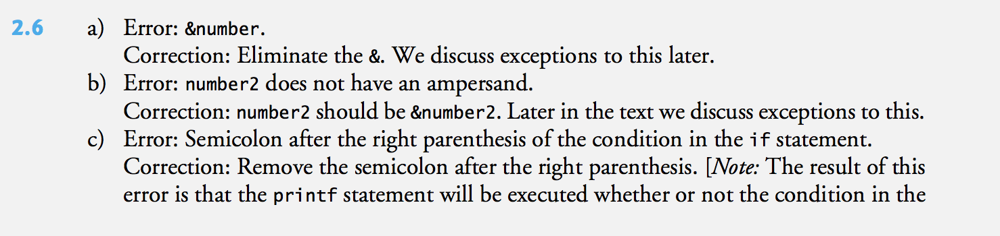 2.6 a) Error: &number.
Correction: Eliminate the &. We discuss exceptions to this later.
b) Error: number2 does not have an ampersand.
Correction: number2 should be &number2. Later in the text we discuss exceptions to this.
c) Error: Semicolon after the right parenthesis of the condition in the if statement.
Correction: Remove the semicolon after the right parenthesis. [Note: The result of this
error is that the printf statement will be executed whether or not the condition in the